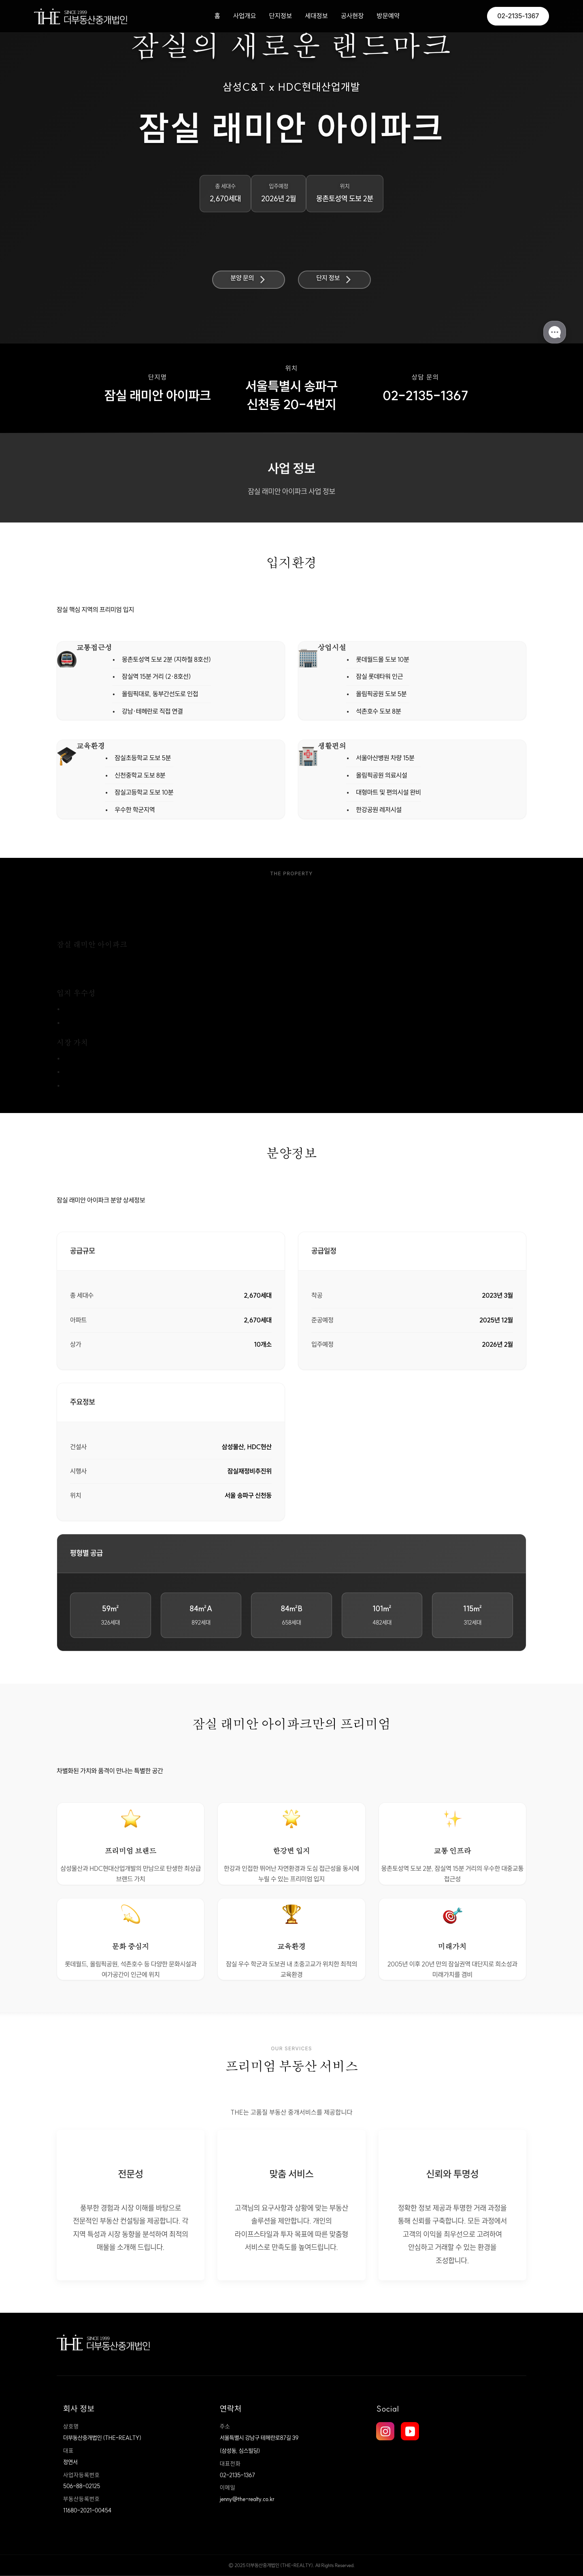 THE SINCE 1999 더부동산중개법인
홈 사업개요 단지정보 세대정보 공사현장 방문예약
02-2135-1367
잠실의 새로운 랜드마크
삼성C&T x HDC현대산업개발
잠실 래미안 아이파크
총 세대수 입주예정 위치
2,670세대 2026년 2월 몽촌토성역 도보 2분
분양 문의 단지 정보
단지명
잠실 래미안 아이파크
위치
서울특별시 송파구
신천동 20-4번지
상담 문의
02-2135-1367
사업 정보
잠실 래미안 아이파크 사업 정보
입지환경
잠실 핵심 지역의 프리미엄 입지
교통접근성
• 몽촌토성역 도보 2분 (지하철 8호선)
• 잠실역 15분 거리 (2·8호선)
• 올림픽대로, 동부간선도로 인접
• 강남·테헤란로 직접 연결
상업시설
• 롯데월드몰 도보 10분
• 잠실 롯데타워 인근
• 올림픽공원 도보 5분
• 석촌호수 도보 8분
교육환경
• 잠실초등학교 도보 5분
• 신천중학교 도보 8분
• 잠실고등학교 도보 10분
• 우수한 학군지역
생활편의
• 서울아산병원 차량 15분
• 올림픽공원 의료시설
• 대형마트 및 편의시설 완비
• 한강공원 레저시설
THE PROPERTY
잠실 래미안 아이파크
입지 우수성
시장 가치
분양정보
잠실 래미안 아이파크 분양 상세정보
공급규모
총 세대수 2,670세대
아파트 2,670세대
상가 10개소
공급일정
착공 2023년 3월
준공예정 2025년 12월
입주예정 2026년 2월
주요정보
건설사 삼성물산, HDC현산
시행사 잠실재정비추진위
위치 서울 송파구 신천동
평형별 공급
59㎡ 84㎡A 84㎡B 101㎡ 115㎡
326세대 892세대 658세대 482세대 312세대
잠실 래미안 아이파크만의 프리미엄
차별화된 가치와 품격이 만나는 특별한 공간
프리미엄 브랜드
삼성물산과 HDC현대산업개발의 만남으로 탄생한 최상급
브랜드 가치
한강변 입지
한강과 인접한 뛰어난 자연환경과 도심 접근성을 동시에
누릴 수 있는 프리미엄 입지
교통 인프라
몽촌토성역 도보 2분, 잠실역 15분 거리의 우수한 대중교통
접근성
문화 중심지
롯데월드, 올림픽공원, 석촌호수 등 다양한 문화시설과
여가공간이 인근에 위치
교육환경
잠실 우수 학군과 도보권 내 초중고교가 위치한 최적의
교육환경
미래가치
2005년 이후 20년 만의 잠실권역 대단지로 희소성과
미래가치를 겸비
OUR SERVICES
프리미엄 부동산 서비스
THE는 고품질 부동산 중개서비스를 제공합니다
전문성
풍부한 경험과 시장 이해를 바탕으로
전문적인 부동산 컨설팅을 제공합니다. 각
지역 특성과 시장 동향을 분석하여 최적의
매물을 소개해 드립니다.
맞춤 서비스
고객님의 요구사항과 상황에 맞는 부동산
솔루션을 제안합니다. 개인의
라이프스타일과 투자 목표에 따른 맞춤형
서비스로 만족도를 높여드립니다.
신뢰와 투명성
정확한 정보 제공과 투명한 거래 과정을
통해 신뢰를 구축합니다. 모든 과정에서
고객의 이익을 최우선으로 고려하여
안심하고 거래할 수 있는 환경을
조성합니다.
THE SINCE 1999 더부동산중개법인
회사 정보
상호명
더부동산중개법인 (THE-REALTY)
대표
정연서
사업자등록번호
506-88-02125
부동산등록번호
11680-2021-00454
연락처
주소
서울특별시 강남구 테헤란로87길 39
(삼성동, 심스빌딩)
대표전화
02-2135-1367
이메일
jenny@the-realty.co.kr
Social
© 2025 더부동산중개법인 (THE-REALTY). All Rights Reserved.